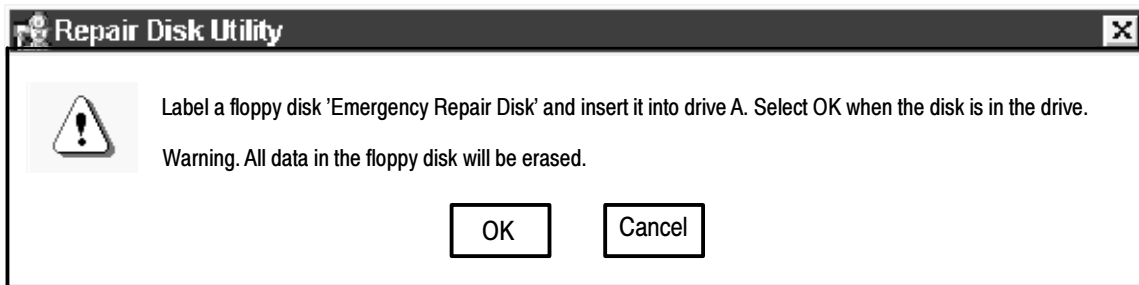 Repair Disk Utility
Label a floppy disk ’Emergency Repair Disk’ and insert it into drive A. Select OK when the disk is in the drive.
Warning. All data in the floppy disk will be erased.
OK
Cancel